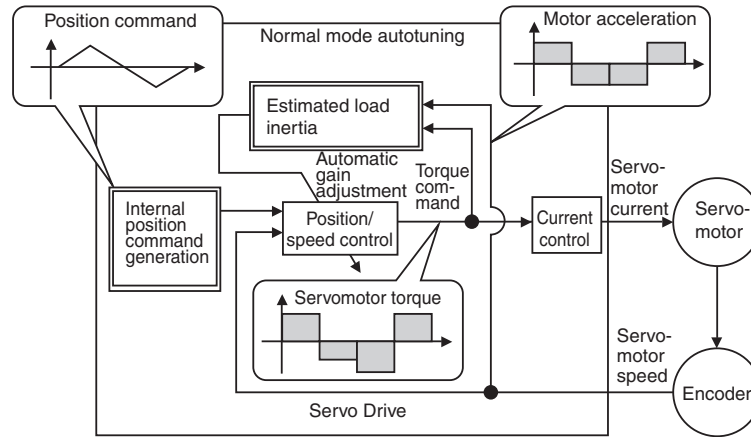 Position command
Normal mode autotuning
Motor acceleration
Estimated load
inertia
Automatic
gain
adjustment
Torque
com-
mand
Servo-
motor
current
Internal
position
command
generation
Position/
speed control
Current
control
Servo-
motor
Servomotor torque
Servo-
motor
speed
Encoder
Servo Drive